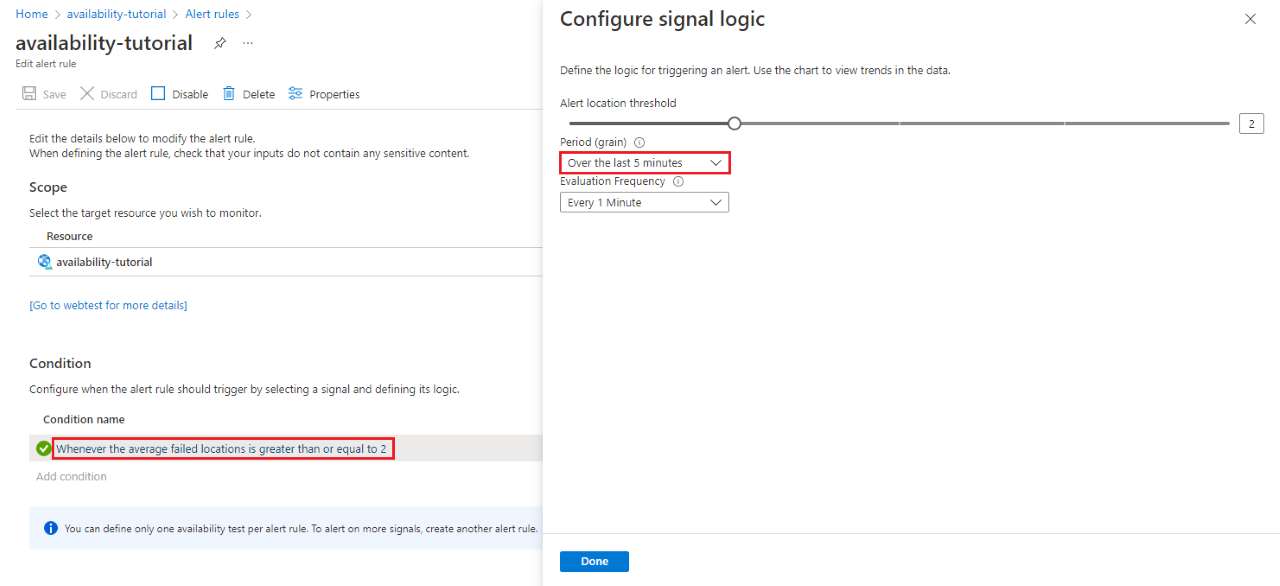 Home > availability-tutorial > Alert rules >
availability-tutorial
Edit alert rule
Save Discard Disable Delete Properties
Edit the details below to modify the alert rule.
When defining the alert rule, check that your inputs do not contain any sensitive content.
Scope
Select the target resource you wish to monitor.
Resource
availability-tutorial
[Go to webtest for more details]
Condition
Configure when the alert rule should trigger by selecting a signal and defining its logic.
Condition name
Whenever the average failed locations is greater than or equal to 2
Add condition
You can define only one availability test per alert rule. To alert on more signals, create another alert rule.
Configure signal logic
Define the logic for triggering an alert. Use the chart to view trends in the data.
Alert location threshold
2
Period (grain)
Over the last 5 minutes
Evaluation Frequency
Every 1 Minute
Done